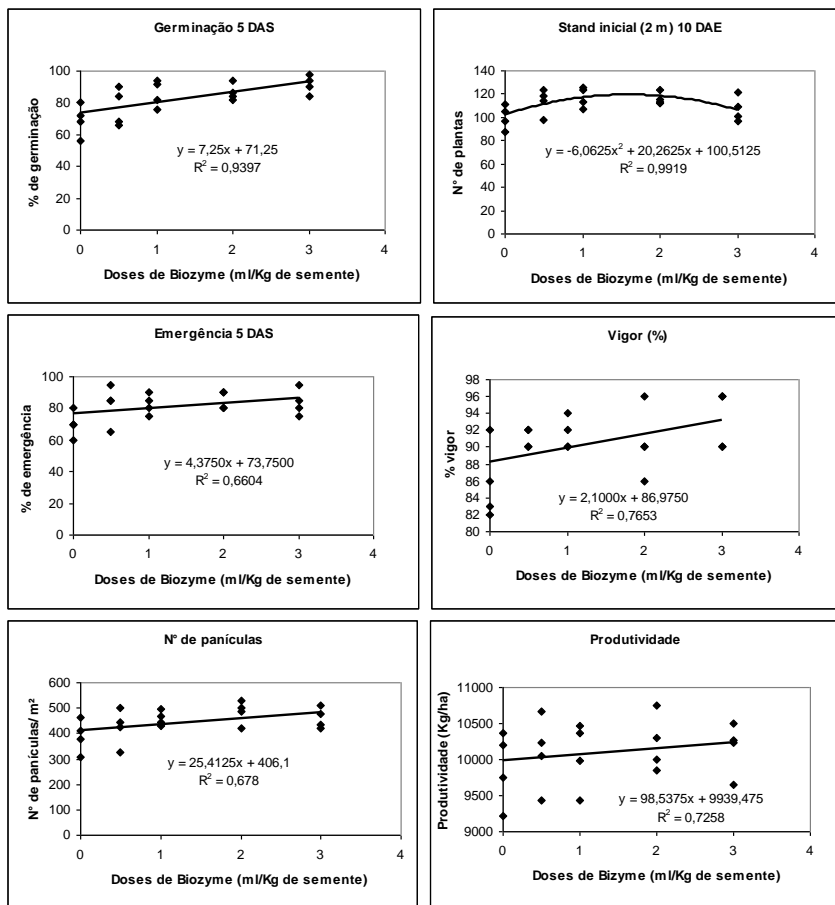 Germinação 5 DAS
% de germinação
100
80
60
40
20
0
y = 7,25x + 71,25
R² = 0,9397
0 1 2 3 4
Doses de Biozyme (ml/Kg de semente)
Stand inicial (2 m) 10 DAE
N° de plantas
140
120
100
80
60
40
20
0
y = -6,0625x² + 20,2625x + 100,5125
R² = 0,9919
0 1 2 3 4
Doses de Biozyme (ml/Kg de semente)
Emergência 5 DAS
% de emergência
100
80
60
40
20
0
y = 4,3750x + 73,7500
R² = 0,6604
0 1 2 3 4
Doses de Biozyme (ml/Kg de semente)
Vigor (%)
% vigor
98
96
94
92
90
88
86
84
82
80
y = 2,1000x + 86,9750
R² = 0,7653
0 1 2 3 4
Doses de Biozyme (ml/Kg de semente)
N° de panículas
N° de panículas/ m²
600
500
400
300
200
100
0
y = 25,4125x + 406,1
R² = 0,678
0 1 2 3 4
Doses de Biozyme (ml/Kg de semente)
Produtividade
Produtividade (Kg/ha)
11000
10500
10000
9500
9000
y = 98,5375x + 9939,475
R² = 0,7258
0 1 2 3 4
Doses de Bizyme (ml/Kg de semente)